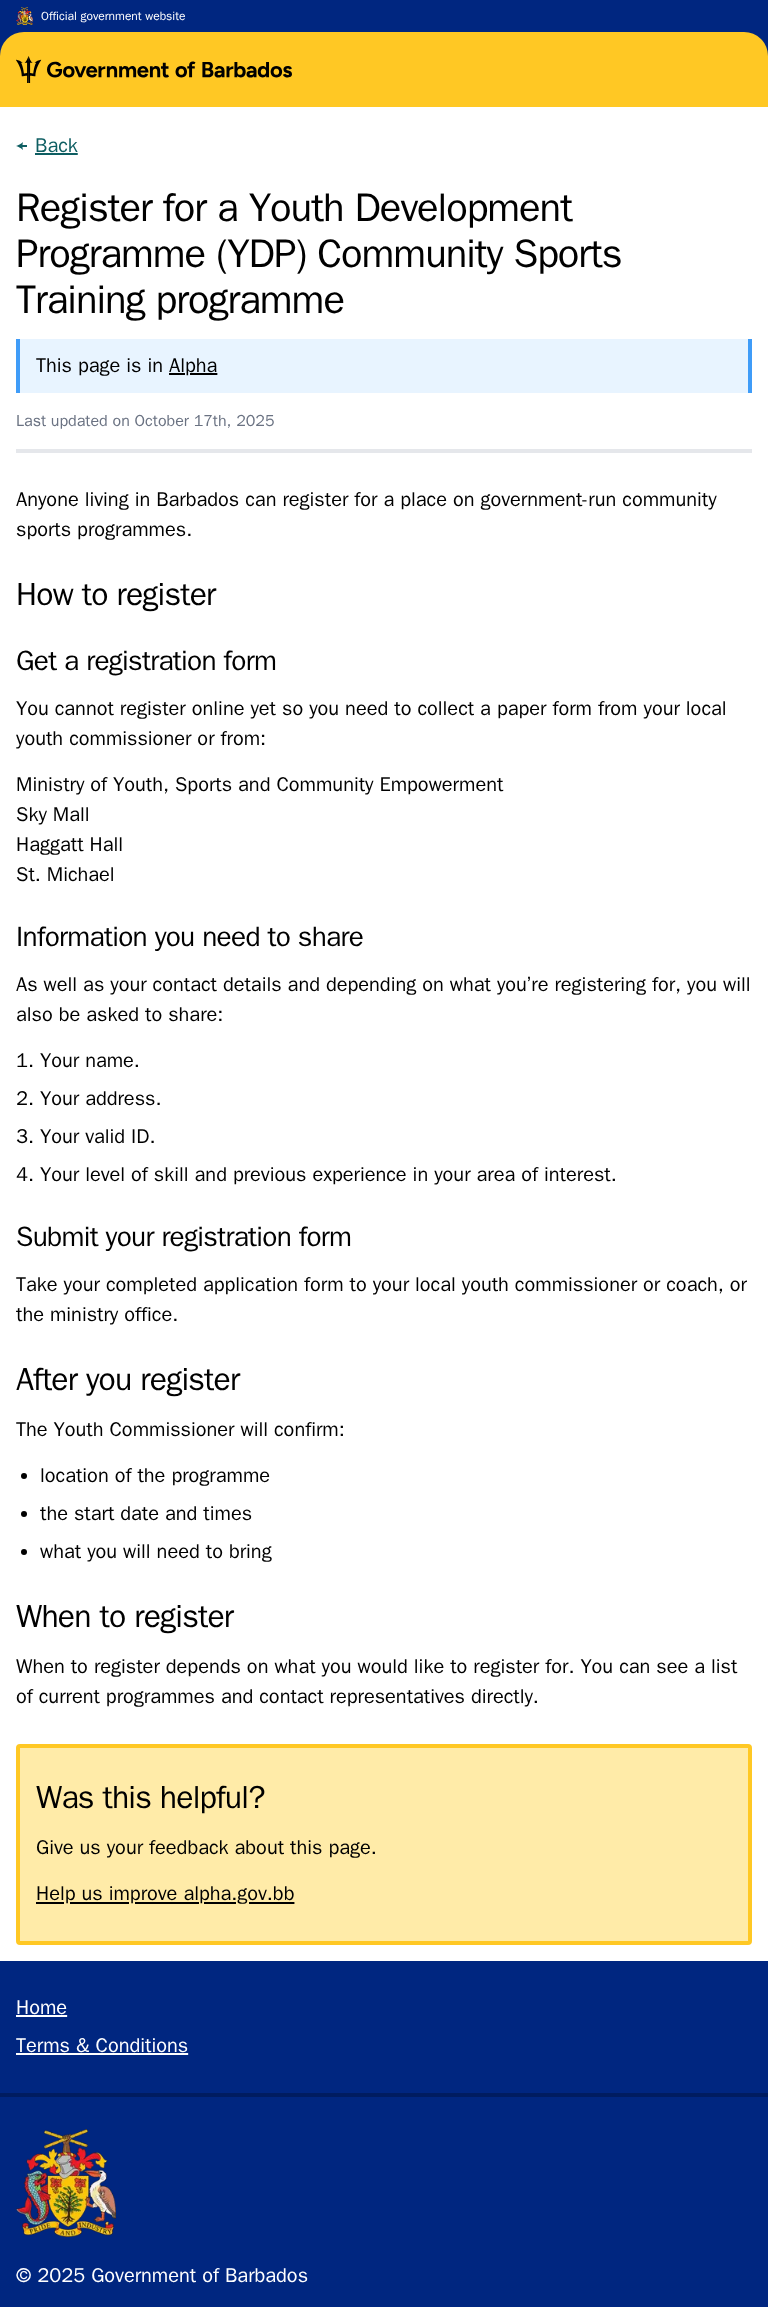 Official government website
Government of Barbados
← Back
Register for a Youth Development
Programme (YDP) Community Sports
Training programme
This page is in Alpha
Last updated on October 17th, 2025
Anyone living in Barbados can register for a place on government-run community
sports programmes.
How to register
Get a registration form
You cannot register online yet so you need to collect a paper form from your local
youth commissioner or from:
Ministry of Youth, Sports and Community Empowerment
Sky Mall
Haggatt Hall
St. Michael
Information you need to share
As well as your contact details and depending on what you’re registering for, you will
also be asked to share:
1. Your name.
2. Your address.
3. Your valid ID.
4. Your level of skill and previous experience in your area of interest.
Submit your registration form
Take your completed application form to your local youth commissioner or coach, or
the ministry office.
After you register
The Youth Commissioner will confirm:
• location of the programme
• the start date and times
• what you will need to bring
When to register
When to register depends on what you would like to register for. You can see a list
of current programmes and contact representatives directly.
Was this helpful?
Give us your feedback about this page.
Help us improve alpha.gov.bb
Home
Terms & Conditions
PRIDE AND INDUSTRY
© 2025 Government of Barbados